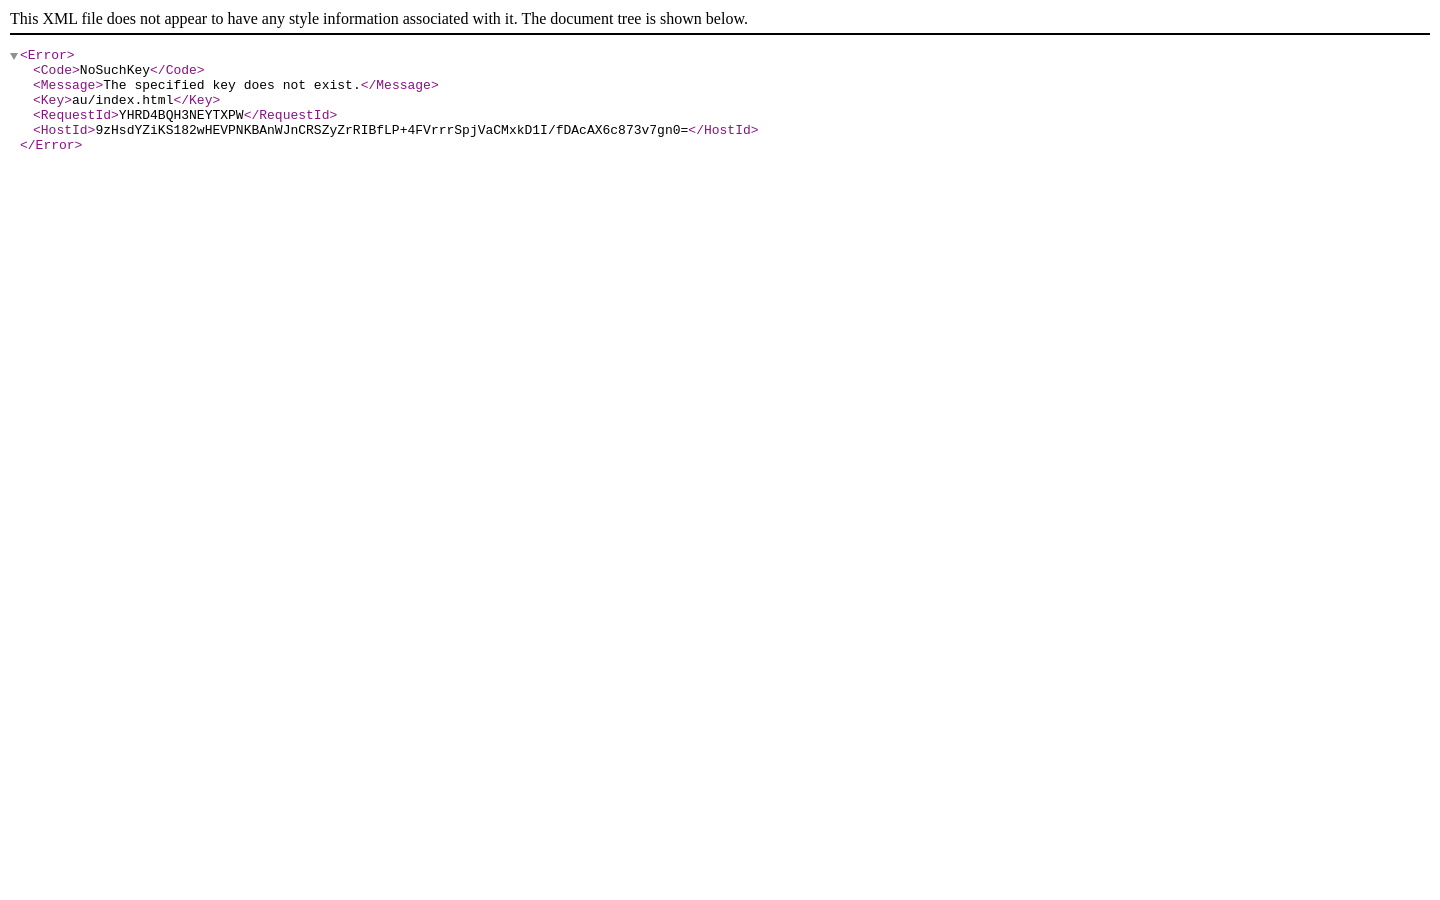 This XML file does not appear to have any style information associated with it. The document tree is shown below.
<Error>
<Code>NoSuchKey</Code>
<Message>The specified key does not exist.</Message>
<Key>au/index.html</Key>
<RequestId>YHRD4BQH3NEYTXPW</RequestId>
<HostId>9zHsdYZiKS182wHEVPNKBAnWJnCRSZyZrRIBfLP+4FVrrrSpjVaCMxkD1I/fDAcAX6c873v7gn0=</HostId>
</Error>